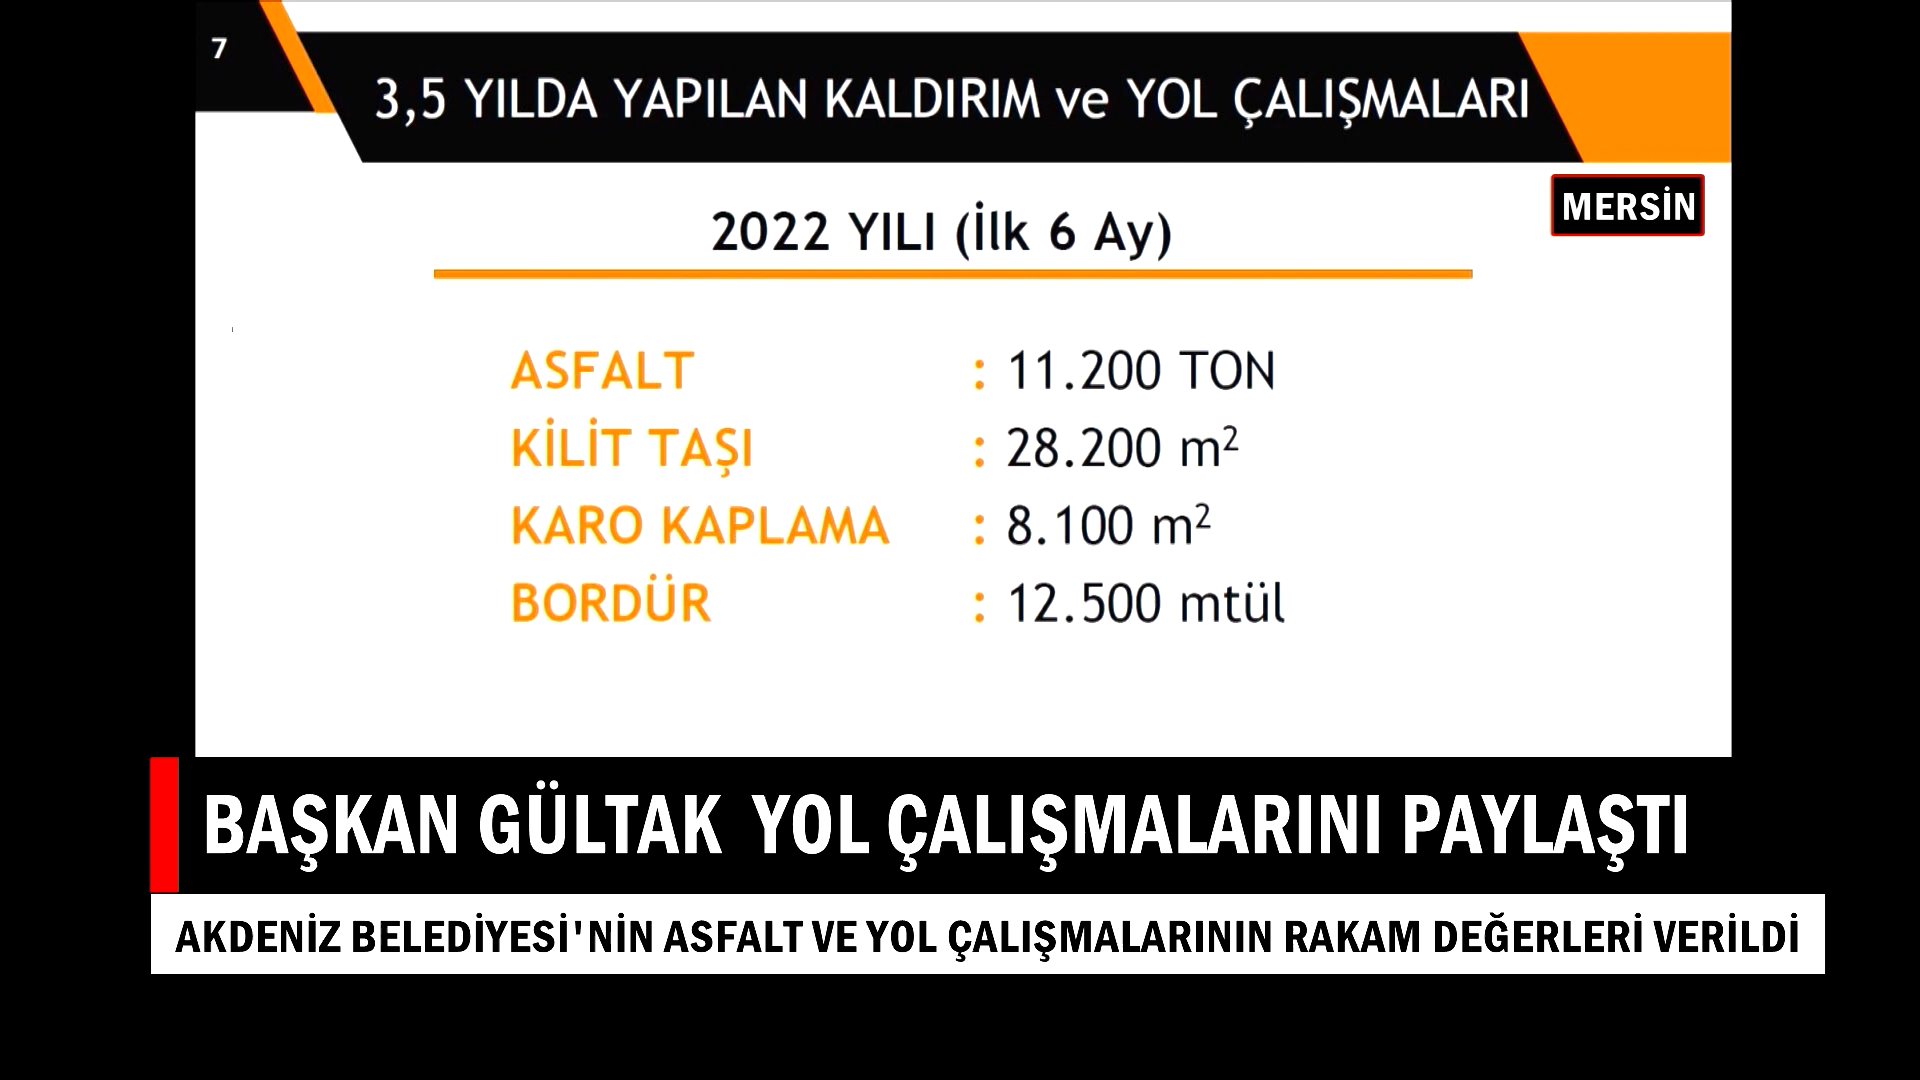 7
3,5 YILDA YAPILAN KALDIRIM ve YOL ÇALIŞMALARI
MERSİN
2022 YILI (İlk 6 Ay)
ASFALT : 11.200 TON
KİLİT TAŞI : 28.200 m²
KARO KAPLAMA : 8.100 m²
BORDÜR : 12.500 mtül
BAŞKAN GÜLTAK YOL ÇALIŞMALARINI PAYLAŞTI
AKDENİZ BELEDİYESİ'NİN ASFALT VE YOL ÇALIŞMALARININ RAKAM DEĞERLERİ VERİLDİ